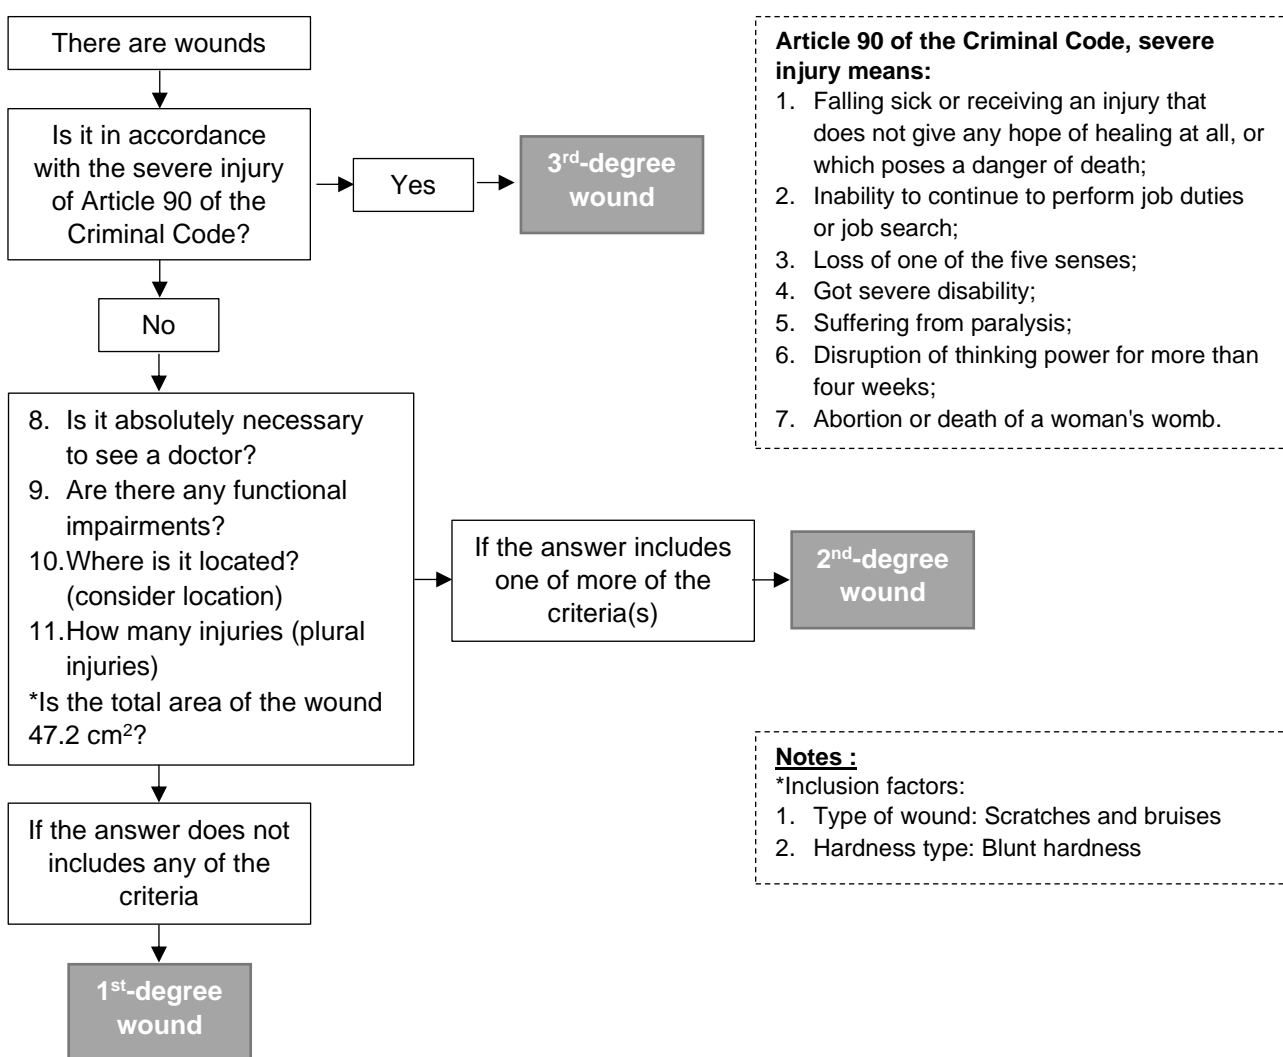 There are wounds
Is it in accordance
with the severe injury
of Article 90 of the
Criminal Code?
Yes
3rd-degree
wound
No
8. Is it absolutely necessary
to see a doctor?
9. Are there any functional
impairments?
10. Where is it located?
(consider location)
11. How many injuries (plural
injuries)
*Is the total area of the wound
47.2 cm²?
If the answer includes
one of more of the
criteria(s)
2nd-degree
wound
If the answer does not
includes any of the
criteria
1st-degree
wound
Article 90 of the Criminal Code, severe
injury means:
1. Falling sick or receiving an injury that
does not give any hope of healing at all, or
which poses a danger of death;
2. Inability to continue to perform job duties
or job search;
3. Loss of one of the five senses;
4. Got severe disability;
5. Suffering from paralysis;
6. Disruption of thinking power for more than
four weeks;
7. Abortion or death of a woman's womb.
Notes :
*Inclusion factors:
1. Type of wound: Scratches and bruises
2. Hardness type: Blunt hardness